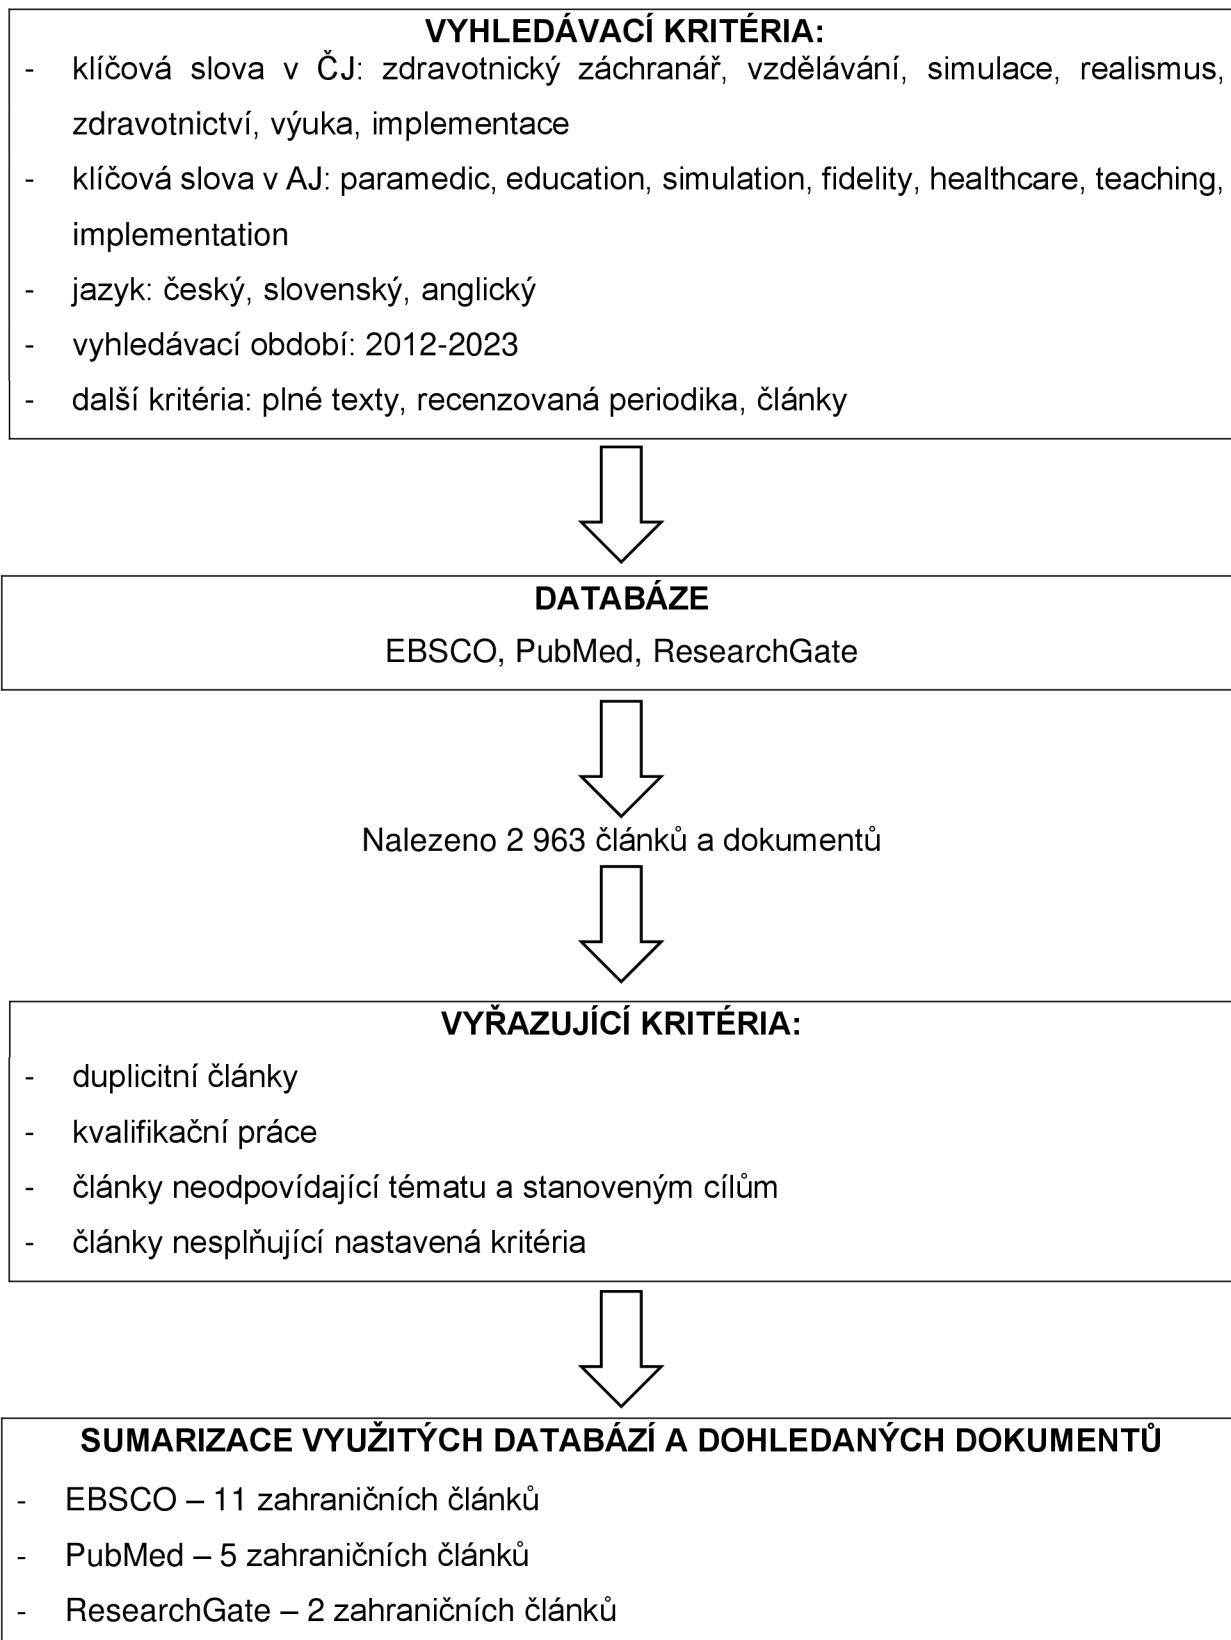 VYHLEDÁVACÍ KRITÉRIA:
- klíčová slova v ČJ: zdravotnický záchranář, vzdělávání, simulace, realismus,
zdravotnictví, výuka, implementace
- klíčová slova v AJ: paramedic, education, simulation, fidelity, healthcare, teaching,
implementation
- jazyk: český, slovenský, anglický
- vyhledávací období: 2012-2023
- další kritéria: plné texty, recenzovaná periodika, články
DATABÁZE
EBSCO, PubMed, ResearchGate
Nalezeno 2 963 článků a dokumentů
VYŘAZUJÍCÍ KRITÉRIA:
- duplicitní články
- kvalifikační práce
- články neodpovídající tématu a stanoveným cílům
- články nesplňující nastavená kritéria
SUMARIZACE VYUŽITÝCH DATABÁZÍ A DOHLEDANÝCH DOKUMENTŮ
- EBSCO – 11 zahraničních článků
- PubMed – 5 zahraničních článků
- ResearchGate – 2 zahraničních článků